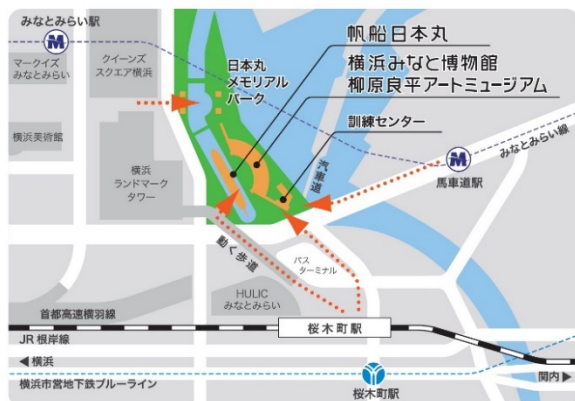 みなとみらい駅
M
マークイズ
みなとみらい
クイーンズ
スクエア横浜
日本丸
メモリアル
パーク
帆船日本丸
横浜みなと博物館
柳原良平アートミュージアム
訓練センター
横浜美術館
横浜
ランドマーク
タワー
汽車道
みなとみらい線
M
馬車道駅
動く歩道
バス
ターミナル
HULIC
みなとみらい
首都高速横羽線
桜木町駅
JR根岸線
◀横浜
横浜市営地下鉄ブルーライン
桜木町駅
関内▶